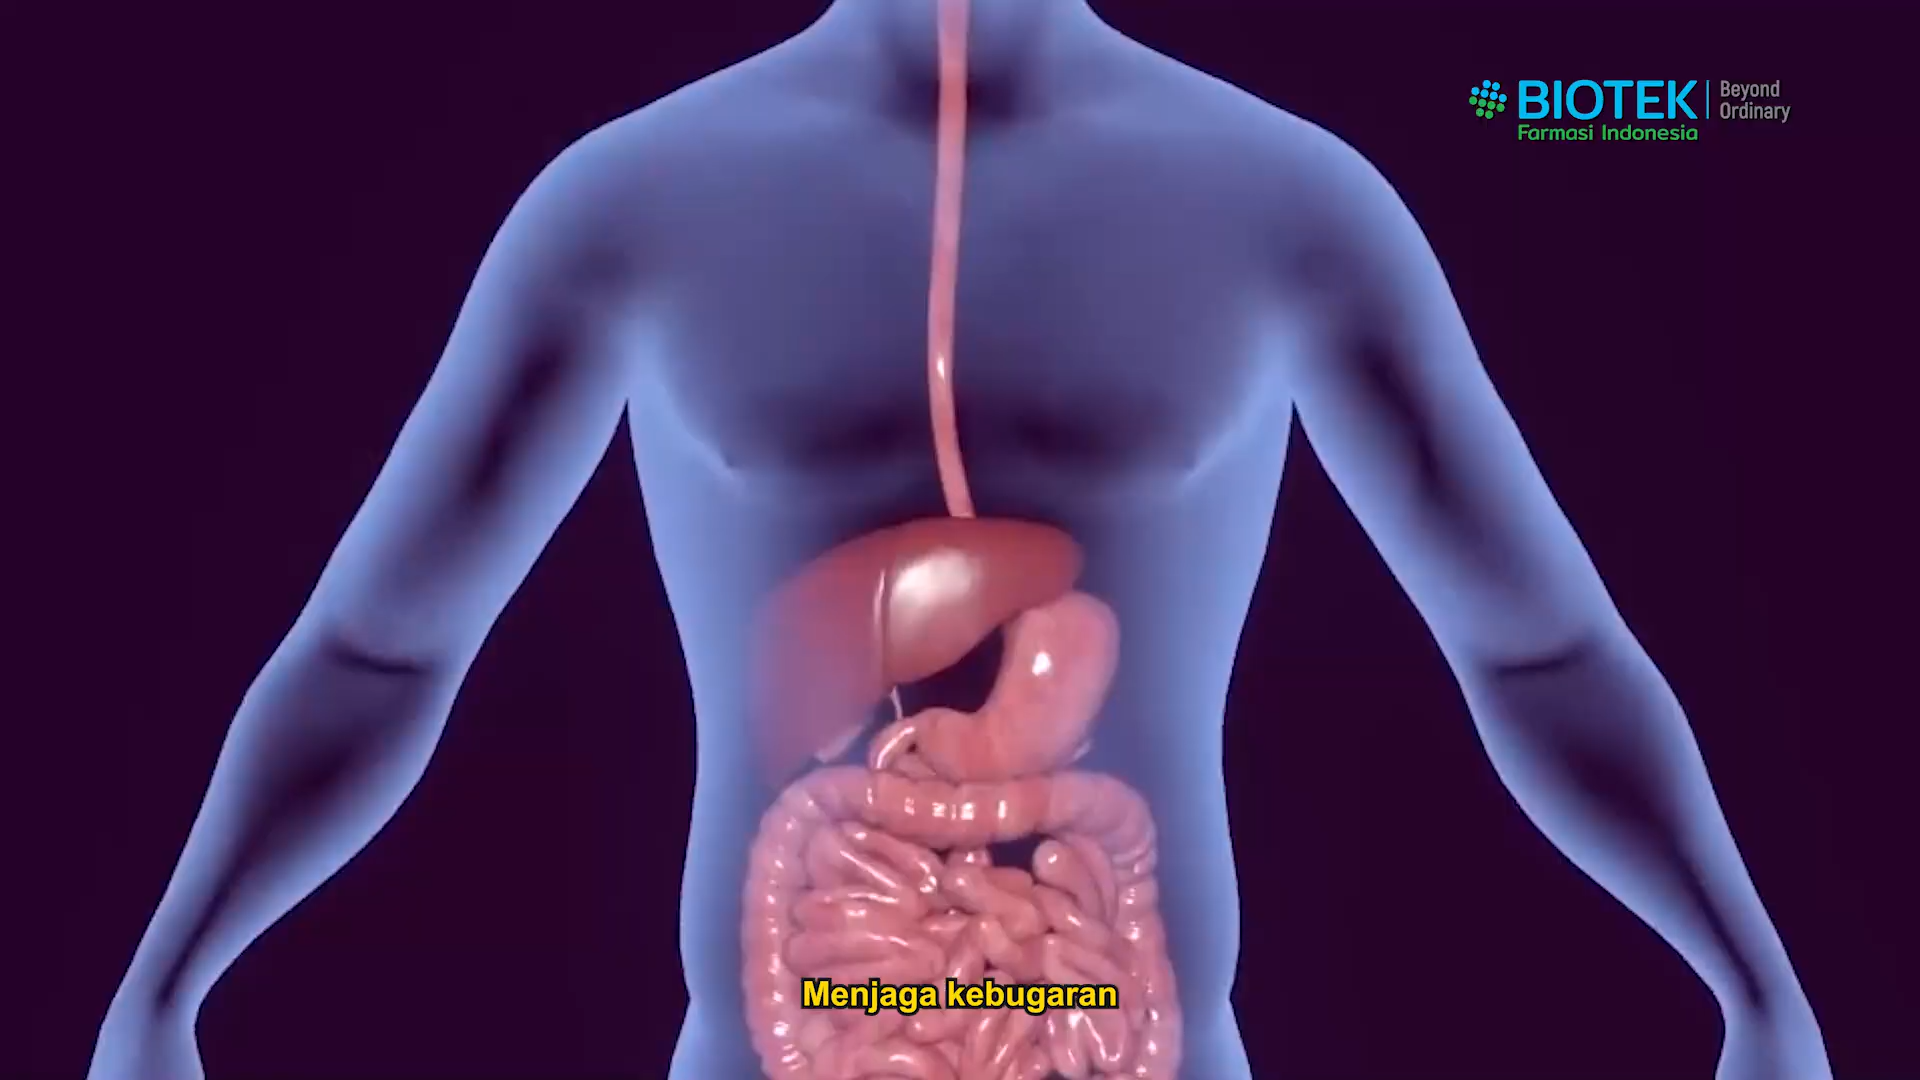 BIOTEK
Farmasi Indonesia
Beyond
Ordinary
Menjaga kebugaran